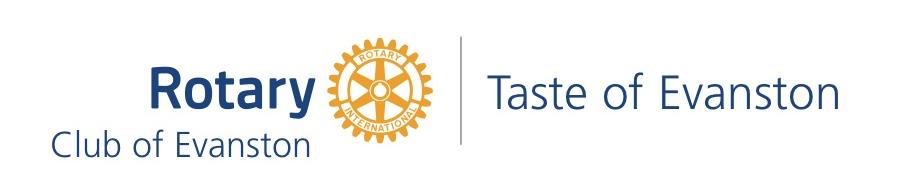 Rotary
Club of Evanston
ROTARY
INTERNATIONAL
Taste of Evanston